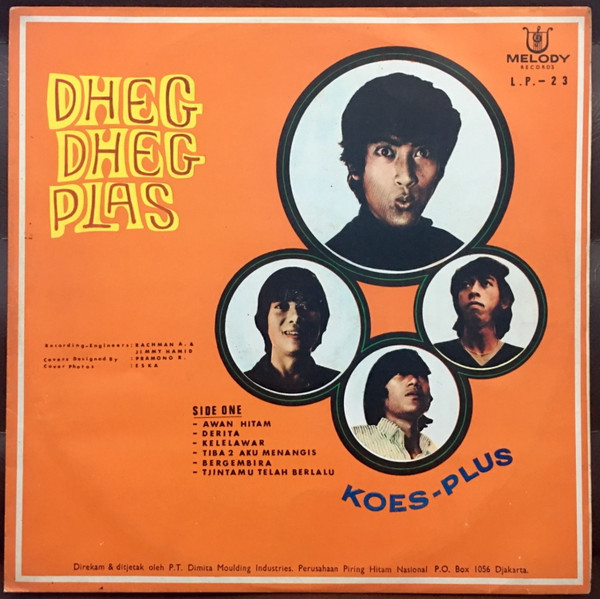 DHEG
DHEG
PLAS
MELODY
RECORDS
L.P.-23
Recording-Engineers: RACHMAN A. &
JIMMY HAMID
Covers Designed By : PRAMONO R.
Cover Photos : ESKA
SIDE ONE
- AWAN HITAM
- DERITA
- KELELAWAR
- TIBA2 AKU MENANGIS
- BERGEMBIRA
- TJINTAMU TELAH BERLALU
KOES-PLUS
Direkam & ditjetak oleh P.T. Dimita Moulding Industries. Perusahaan Piring Hitam Nasional P.O. Box 1056 Djakarta.